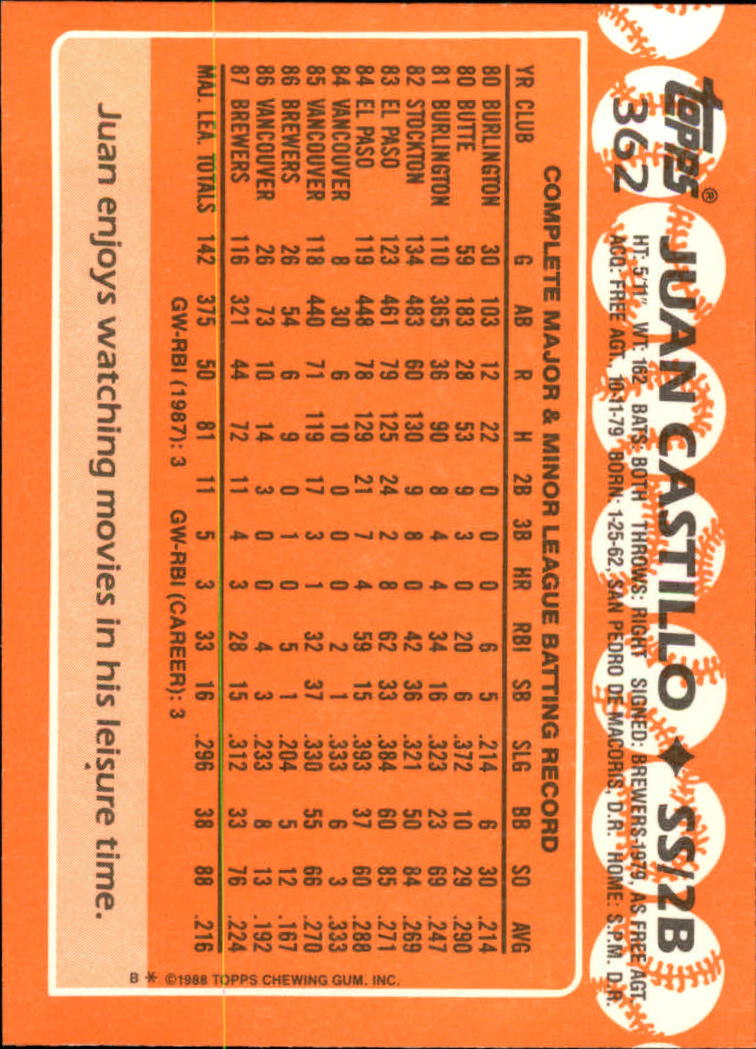 topps®
362
JUAN CASTILLO ♦ SS/2B
HT: 5'11" WT: 162 BATS: BOTH THROWS: RIGHT SIGNED: BREWERS-1979, AS FREE AGT.
ACQ: FREE AGT., 10-11-79 BORN: 1-25-62, SAN PEDRO DE MACORIS, D.R. HOME: S.P.M. D.R.
COMPLETE MAJOR & MINOR LEAGUE BATTING RECORD
YR CLUB G AB R H 2B 3B HR RBI SB SLG BB SO AVG
80 BURLINGTON 30 103 12 22 0 0 0 6 5 .214 6 30 .214
80 BUTTE 59 183 28 53 9 3 0 20 6 .372 10 29 .290
81 BURLINGTON 110 365 36 90 8 4 4 34 16 .323 23 69 .247
82 STOCKTON 134 483 60 130 9 8 0 42 36 .321 50 84 .269
83 EL PASO 123 461 79 125 24 2 8 62 33 .384 60 85 .271
84 EL PASO 119 448 78 129 21 7 4 59 15 .393 37 60 .288
84 VANCOUVER 8 30 6 10 0 0 0 2 1 .333 6 3 .333
85 VANCOUVER 118 440 71 119 17 3 1 32 37 .330 55 66 .270
86 BREWERS 26 54 6 9 0 1 0 5 1 .204 5 12 .167
86 VANCOUVER 26 73 10 14 3 0 0 4 3 .233 8 13 .192
87 BREWERS 116 321 44 72 11 4 3 28 15 .312 33 76 .224
MAJ. LEA. TOTALS 142 375 50 81 11 5 3 33 16 .296 38 88 .216
GW-RBI (1987): 3 GW-RBI (CAREER): 3
Juan enjoys watching movies in his leisure time.
B * ©1988 TOPPS CHEWING GUM, INC.